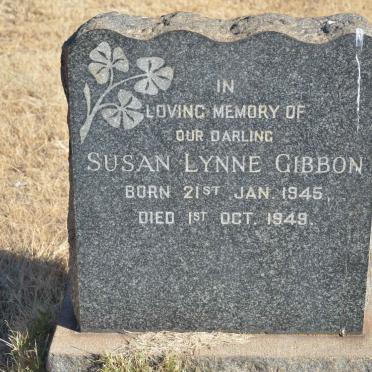 IN
LOVING MEMORY OF
OUR DARLING
SUSAN LYNNE GIBBON
BORN 21ST JAN. 1945.
DIED 1ST OCT. 1949.